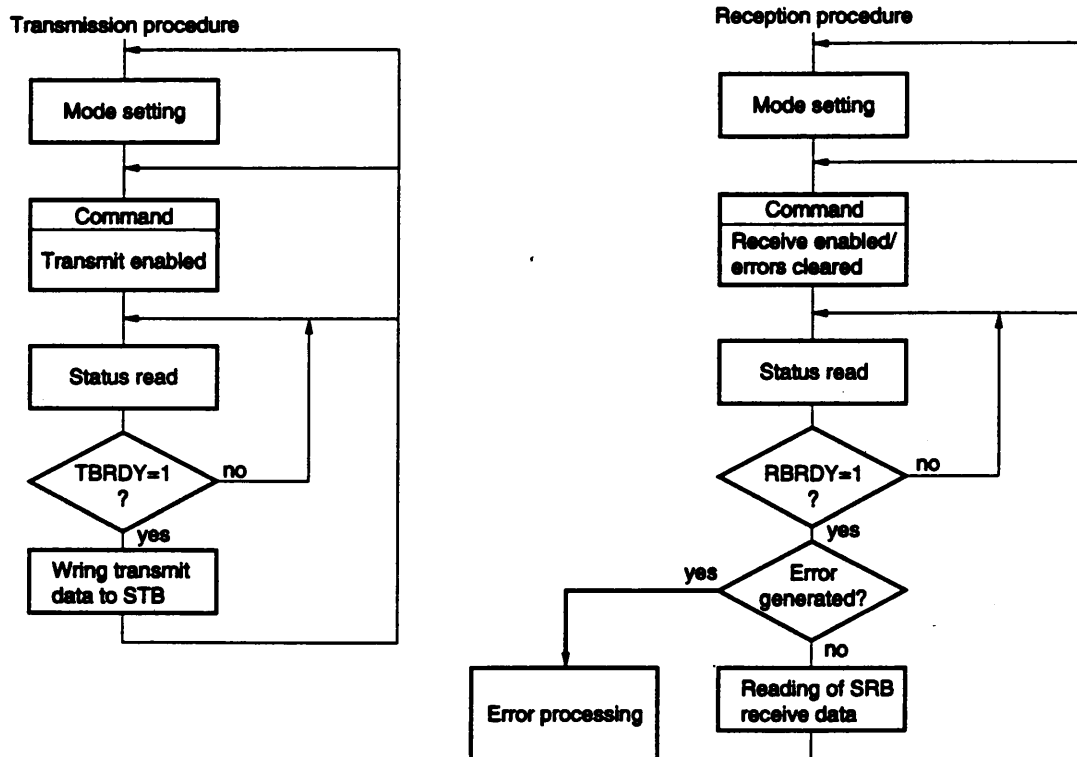 Transmission procedure
Mode setting
Command
Transmit enabled
Status read
TBRDY=1
?
no
yes
Wring transmit
data to STB
Reception procedure
Mode setting
Command
Receive enabled/
errors cleared
Status read
RBRDY=1
?
no
yes
Error
generated?
yes
no
Error processing
Reading of SRB
receive data